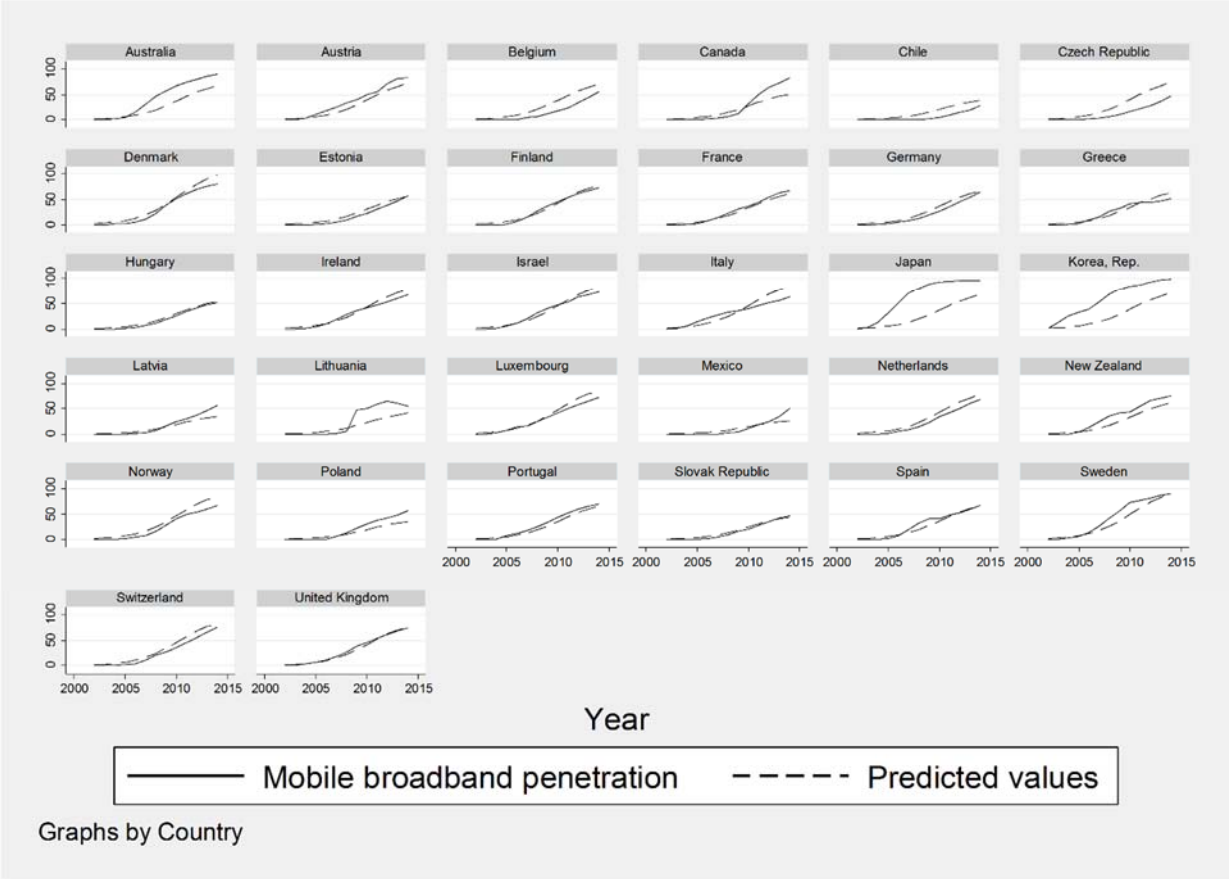 Australia Austria Belgium Canada Chile Czech Republic
100
50
0
Denmark Estonia Finland France Germany Greece
100
50
0
Hungary Ireland Israel Italy Japan Korea, Rep.
100
50
0
Latvia Lithuania Luxembourg Mexico Netherlands New Zealand
100
50
0
Norway Poland Portugal Slovak Republic Spain Sweden
100
50
0
2000 2005 2010 2015 2000 2005 2010 2015 2000 2005 2010 2015 2000 2005 2010 2015
Switzerland United Kingdom
100
50
0
2000 2005 2010 2015 2000 2005 2010 2015
Year
Mobile broadband penetration Predicted values
Graphs by Country